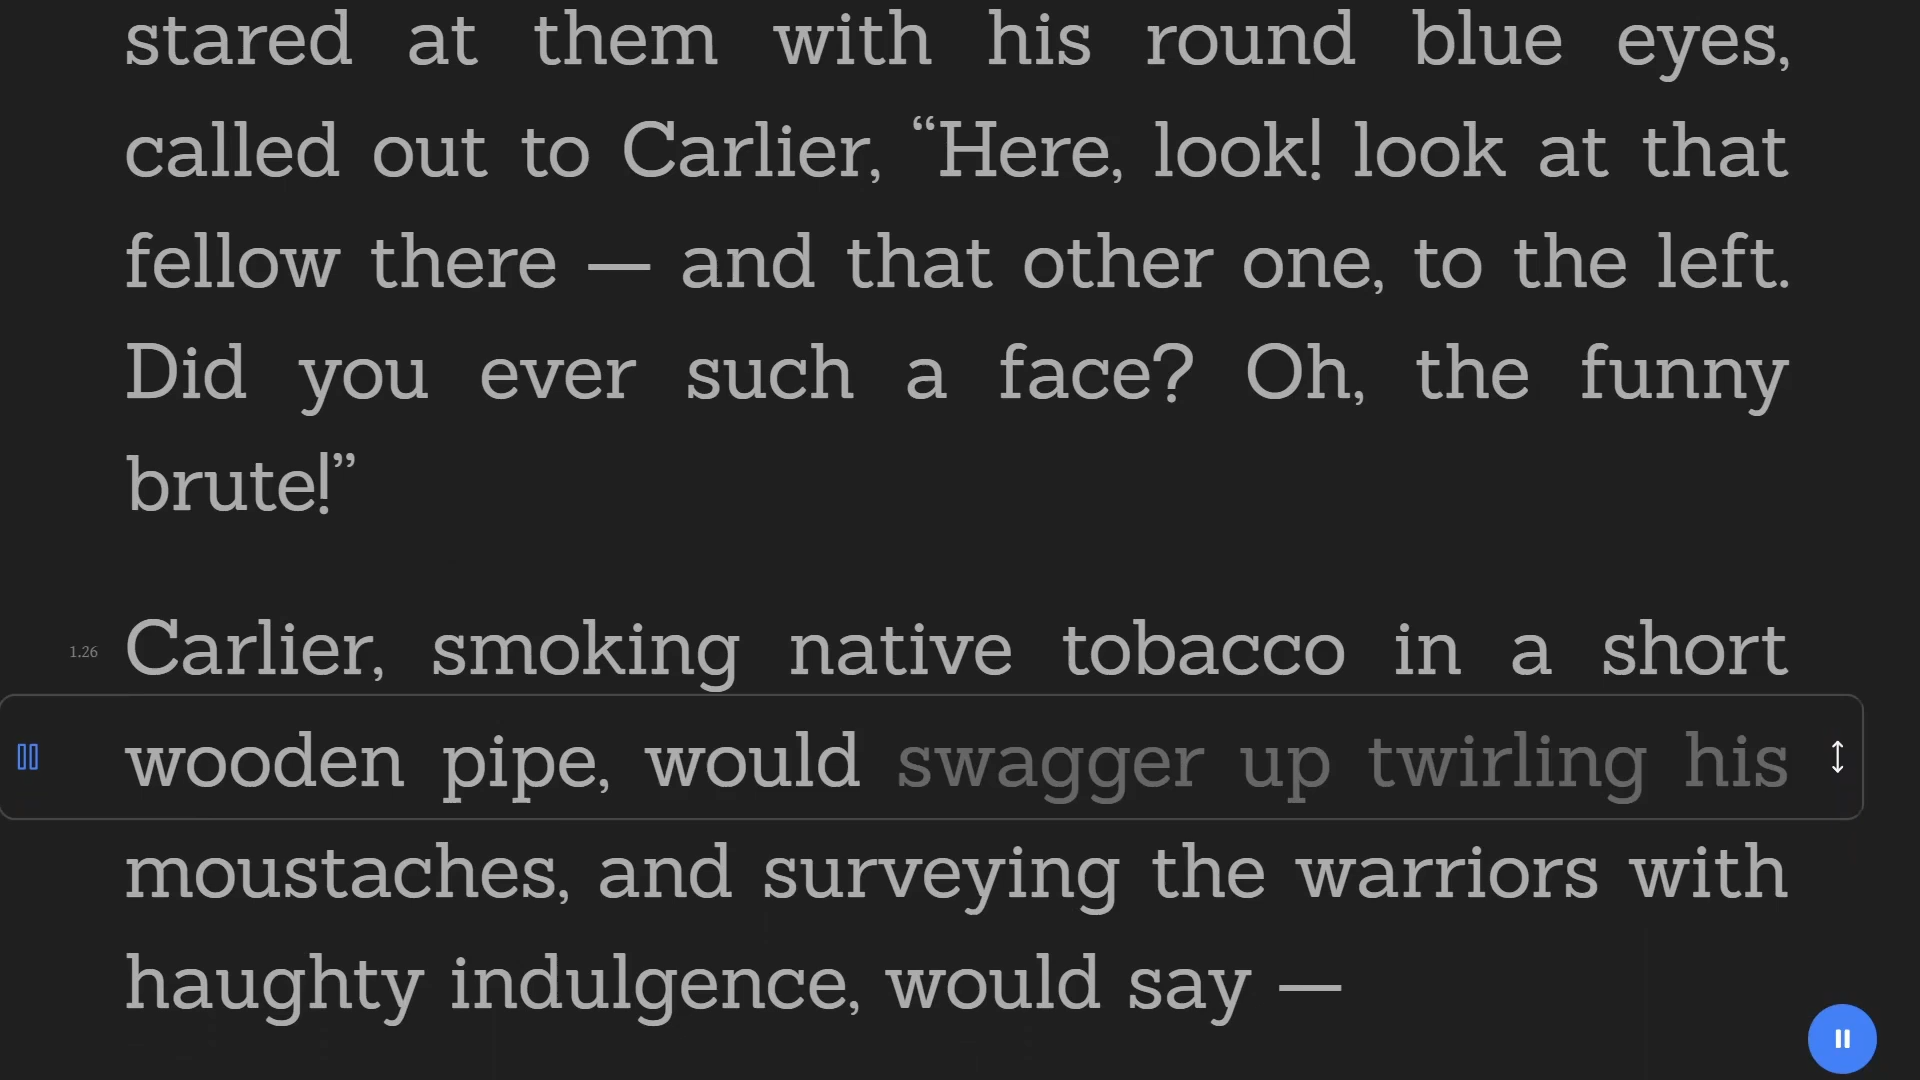 stared at them with his round blue eyes,
called out to Carlier, “Here, look! look at that
fellow there — and that other one, to the left.
Did you ever such a face? Oh, the funny
brute!”
1.26 Carlier, smoking native tobacco in a short
wooden pipe, would swagger up twirling his
moustaches, and surveying the warriors with
haughty indulgence, would say —